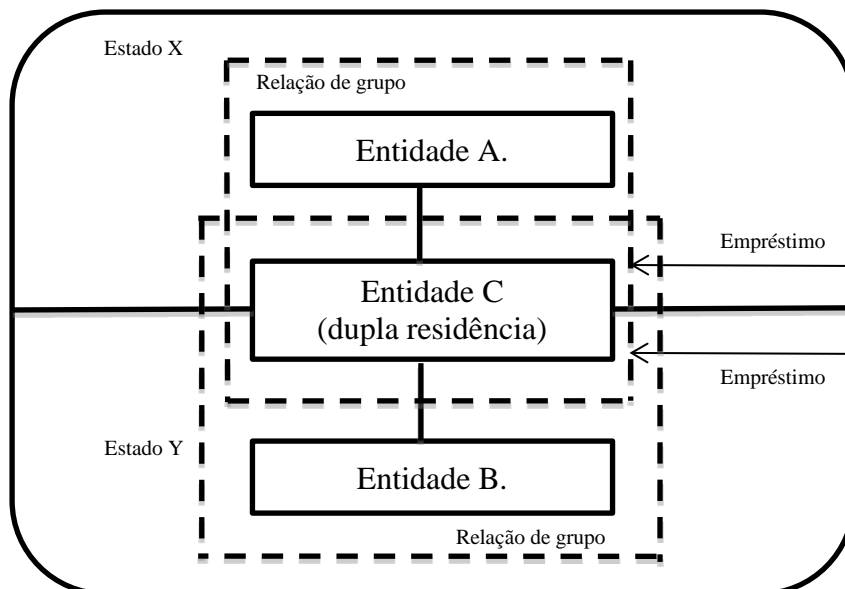 Estado X
Relação de grupo
Entidade A.
Empréstimo
Entidade C
(dupla residência)
Empréstimo
Estado Y
Entidade B.
Relação de grupo